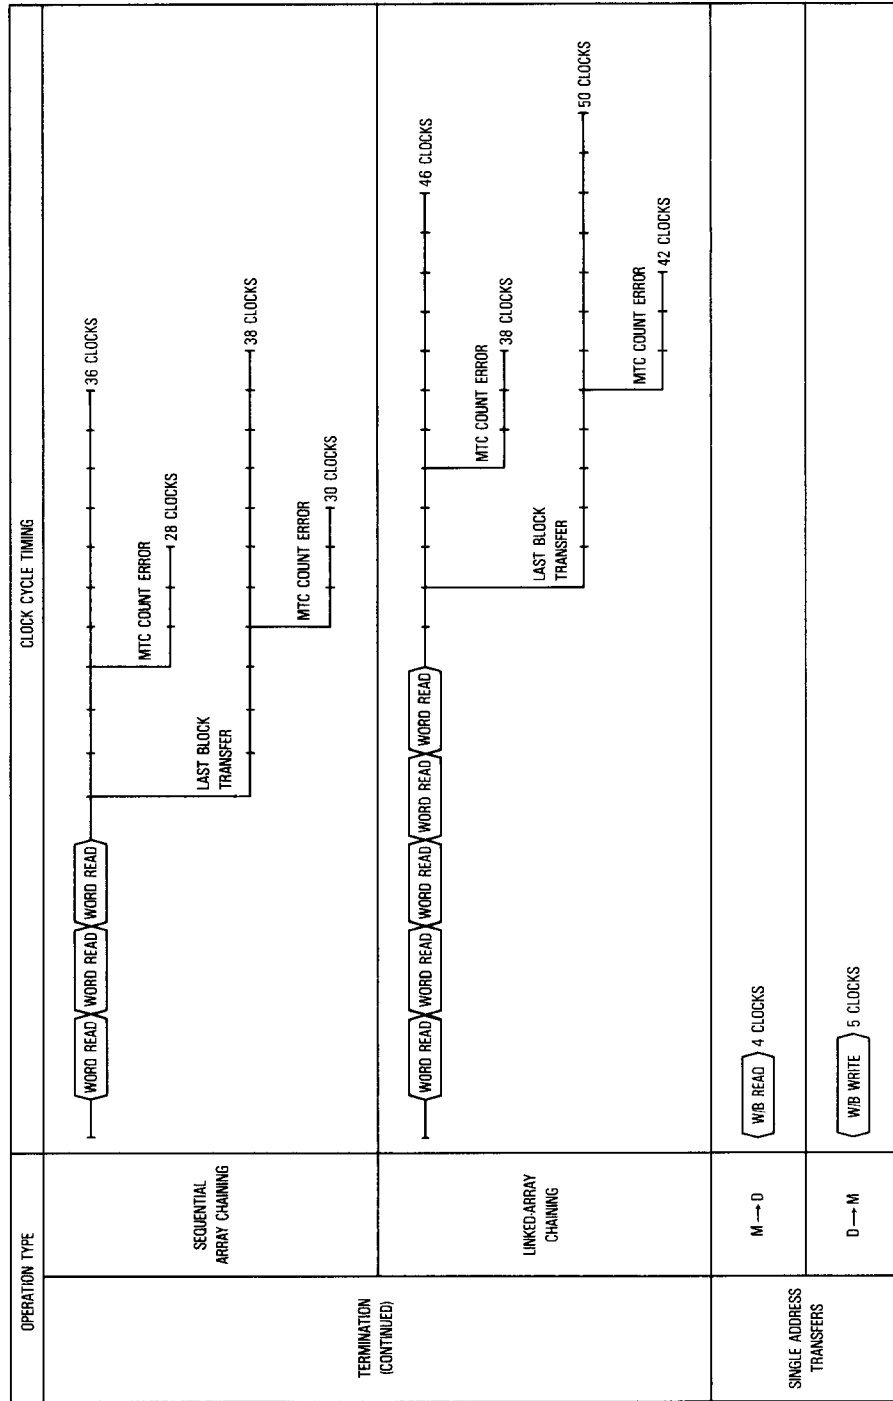 OPERATION TYPE
CLOCK CYCLE TIMING
TERMINATION
(CONTINUED)
SEQUENTIAL
ARRAY CHAINING
WORD READ
WORD READ
WORD READ
36 CLOCKS
MTC COUNT ERROR
28 CLOCKS
LAST BLOCK
TRANSFER
38 CLOCKS
MTC COUNT ERROR
30 CLOCKS
LINKED-ARRAY
CHAINING
WORD READ
WORD READ
WORD READ
WORD READ
WORD READ
46 CLOCKS
MTC COUNT ERROR
38 CLOCKS
LAST BLOCK
TRANSFER
50 CLOCKS
MTC COUNT ERROR
42 CLOCKS
SINGLE ADDRESS
TRANSFERS
M → D
W/B READ
4 CLOCKS
D → M
W/B WRITE
5 CLOCKS